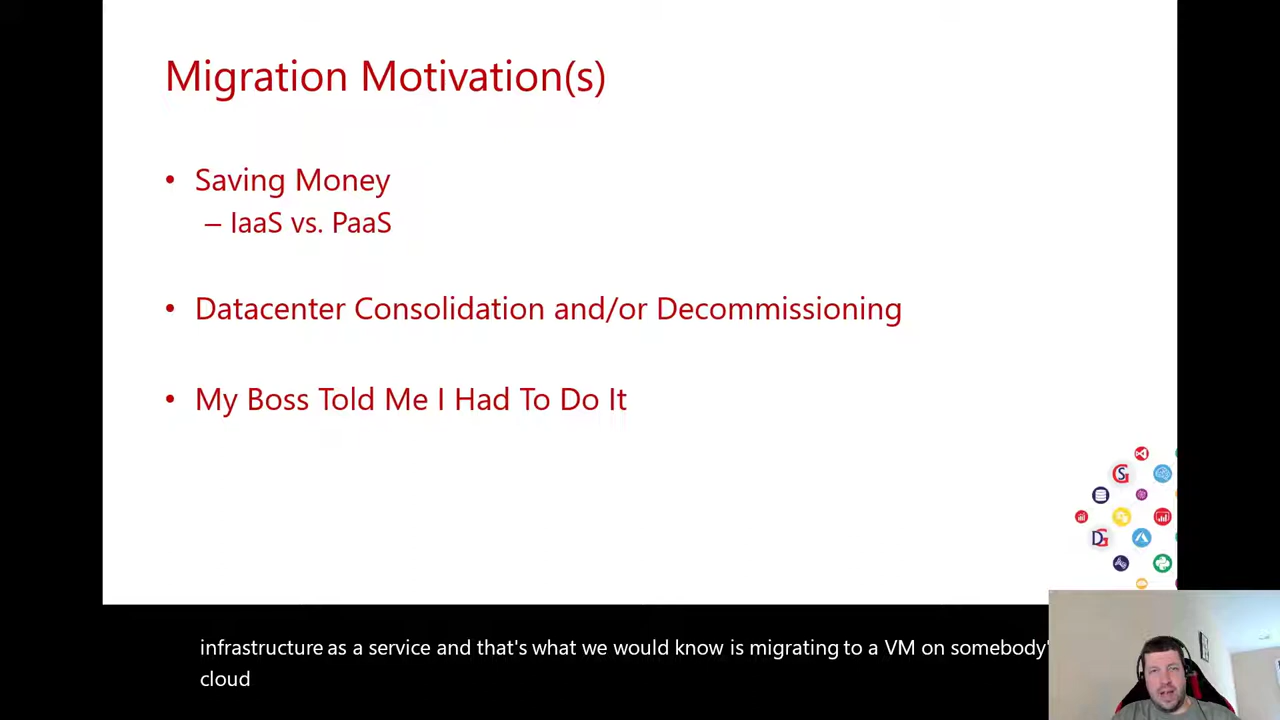 Migration Motivation(s)
• Saving Money
– IaaS vs. PaaS
• Datacenter Consolidation and/or Decommissioning
• My Boss Told Me I Had To Do It
infrastructure as a service and that's what we would know is migrating to a VM on somebody'
cloud